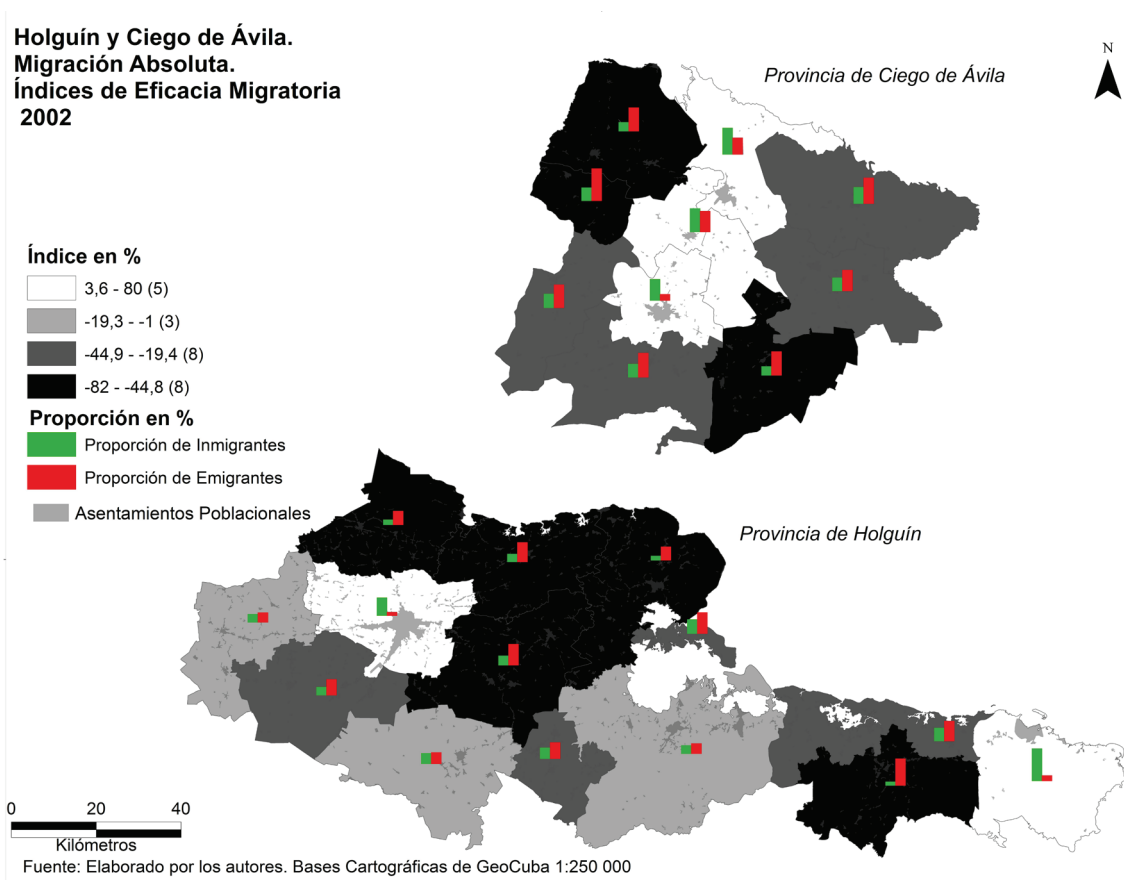 Holguín y Ciego de Ávila.
Migración Absoluta.
Índices de Eficacia Migratoria
2002
Provincia de Ciego de Ávila
N
Índice en %
3,6 - 80 (5)
-19,3 - -1 (3)
-44,9 - -19,4 (8)
-82 - -44,8 (8)
Proporción en %
Proporción de Inmigrantes
Proporción de Emigrantes
Asentamientos Poblacionales
Provincia de Holguín
0 20 40
Kilómetros
Fuente: Elaborado por los autores. Bases Cartográficas de GeoCuba 1:250 000